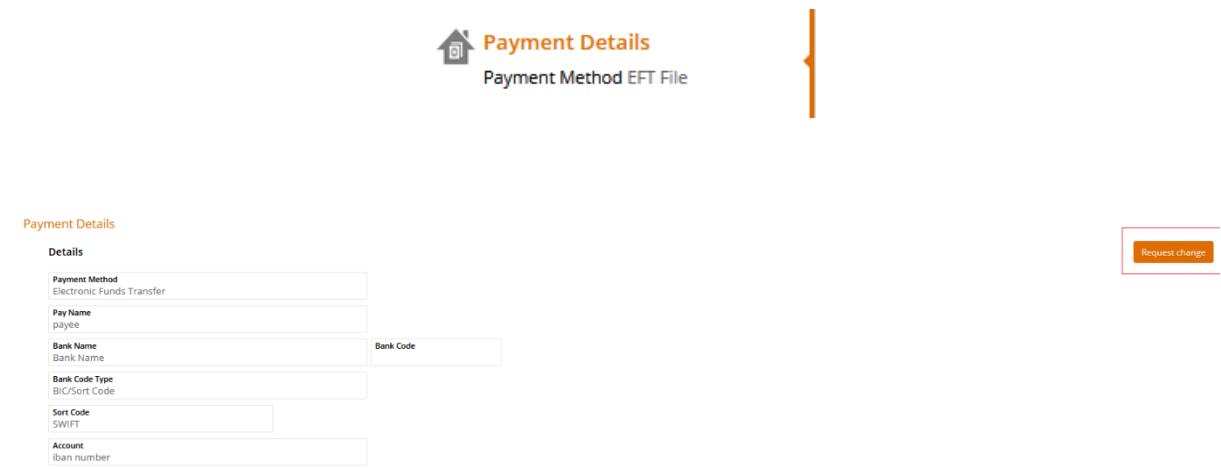 Payment Details
Payment Method EFT File
Payment Details
Details
Request change
Payment Method
Electronic Funds Transfer
Pay Name
payee
Bank Name
Bank Name
Bank Code
Bank Code Type
BIC/Sort Code
Sort Code
SWIFT
Account
iban number